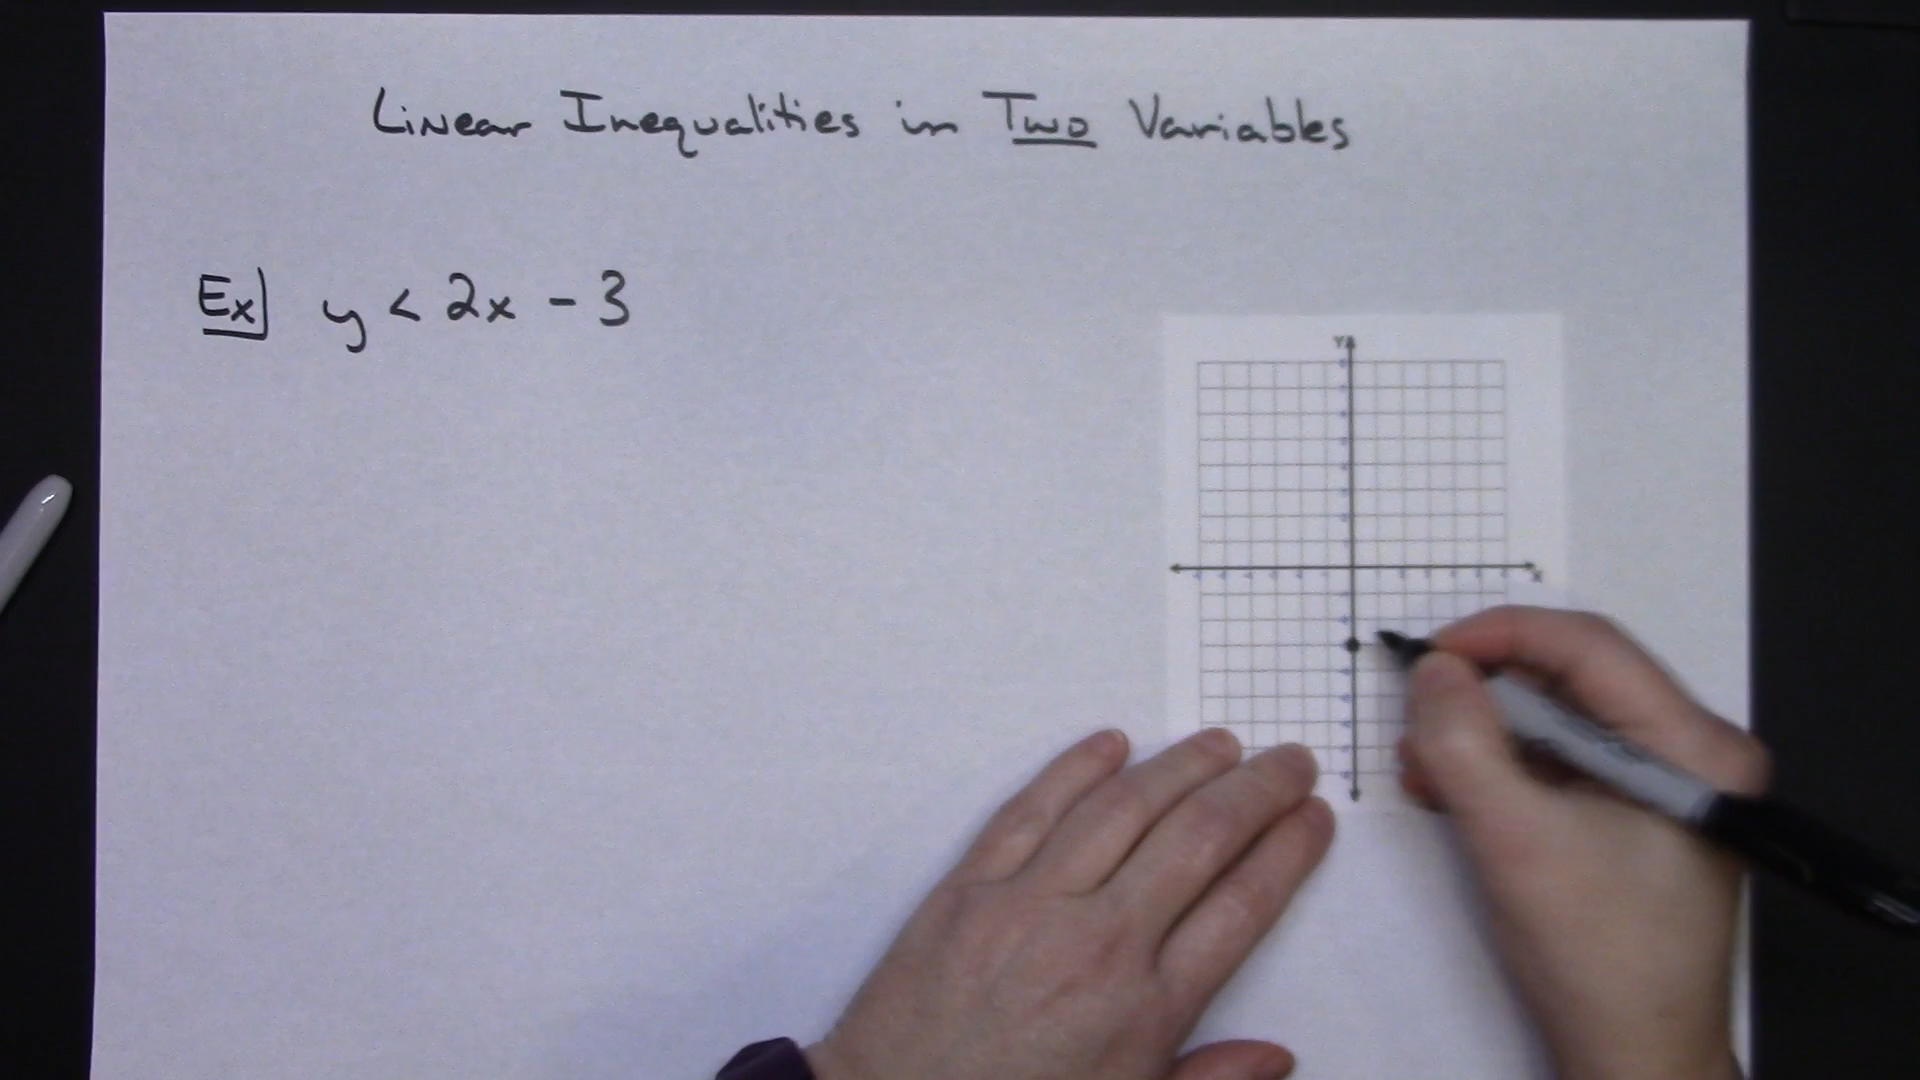 Linear Inequalities in Two Variables
Ex] y < 2x - 3
Y
X